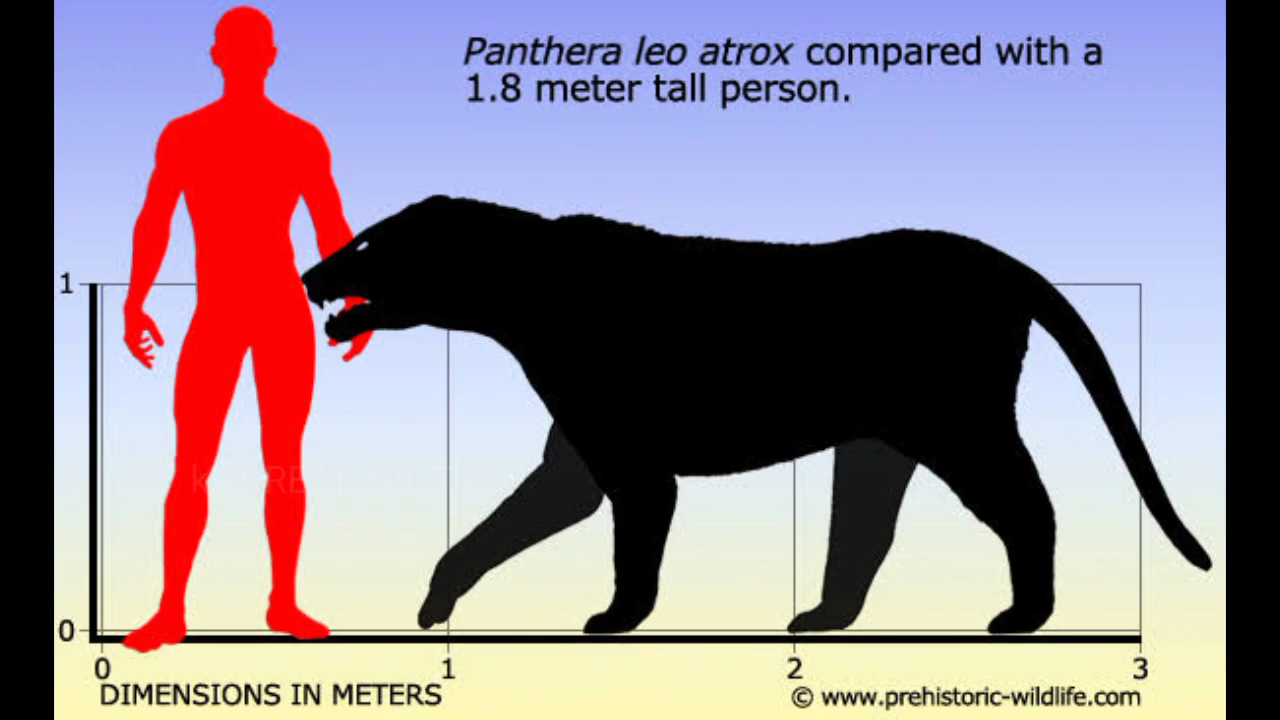 Panthera leo atrox compared with a
1.8 meter tall person.
1
0
0 1 2 3
DIMENSIONS IN METERS
© www.prehistoric-wildlife.com